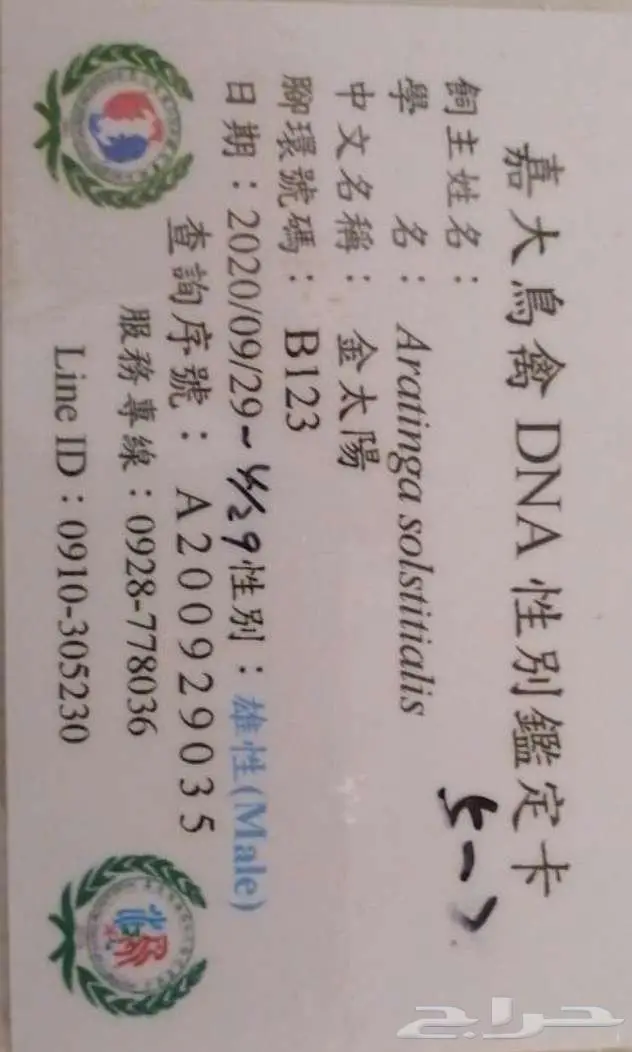 嘉大鳥禽 DNA 性別鑑定卡
飼主姓名：
學 名： Aratinga solstitialis
中文名稱： 金太陽
腳環號碼： B123
日期：2020/09/29 性別：雄性(Male)
查詢序號： A200929035
服務專線：0928-778036
Line ID：0910-305230
حراج